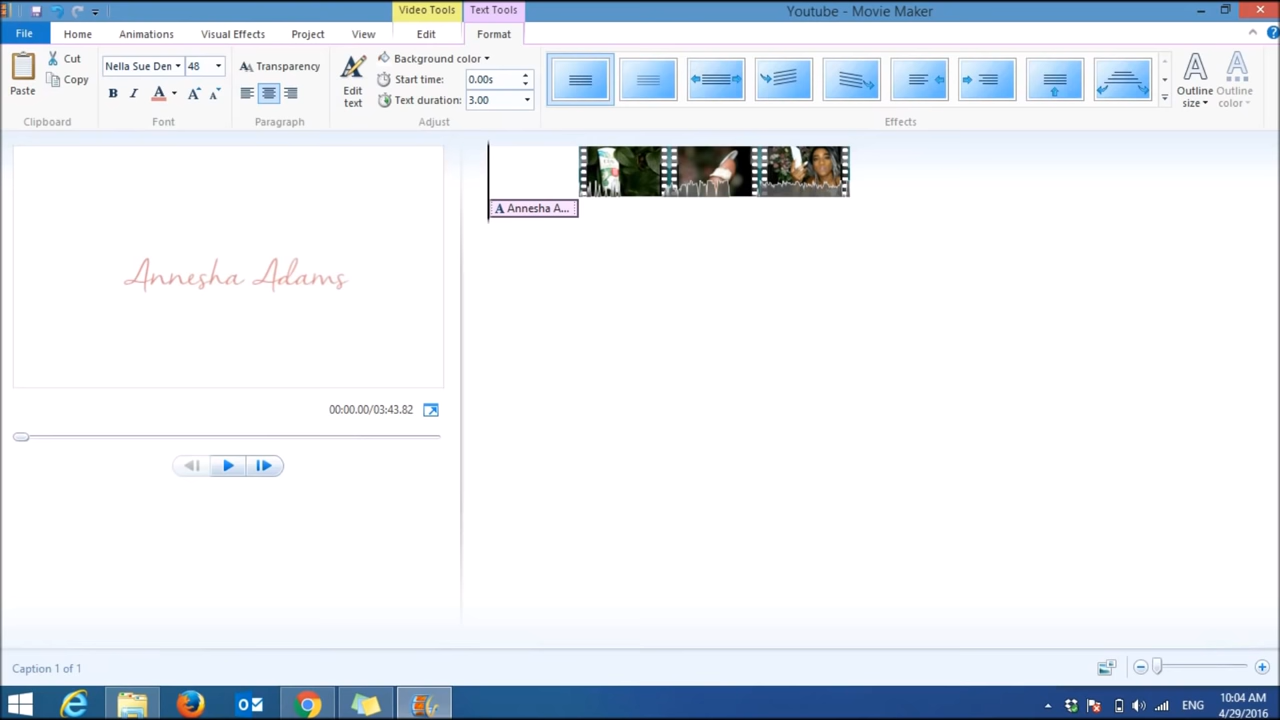 Video Tools
Text Tools
Youtube - Movie Maker
File
Home
Animations
Visual Effects
Project
View
Edit
Format
Paste
Cut
Copy
Clipboard
Nella Sue Den
48
Font
Transparency
Paragraph
Edit text
Background color
Start time:
0.00s
Text duration:
3.00
Adjust
Effects
Outline size
Outline color
Annesha A...
Annesha Adams
00:00.00/03:43.82
Caption 1 of 1
ENG
10:04 AM
4/29/2016